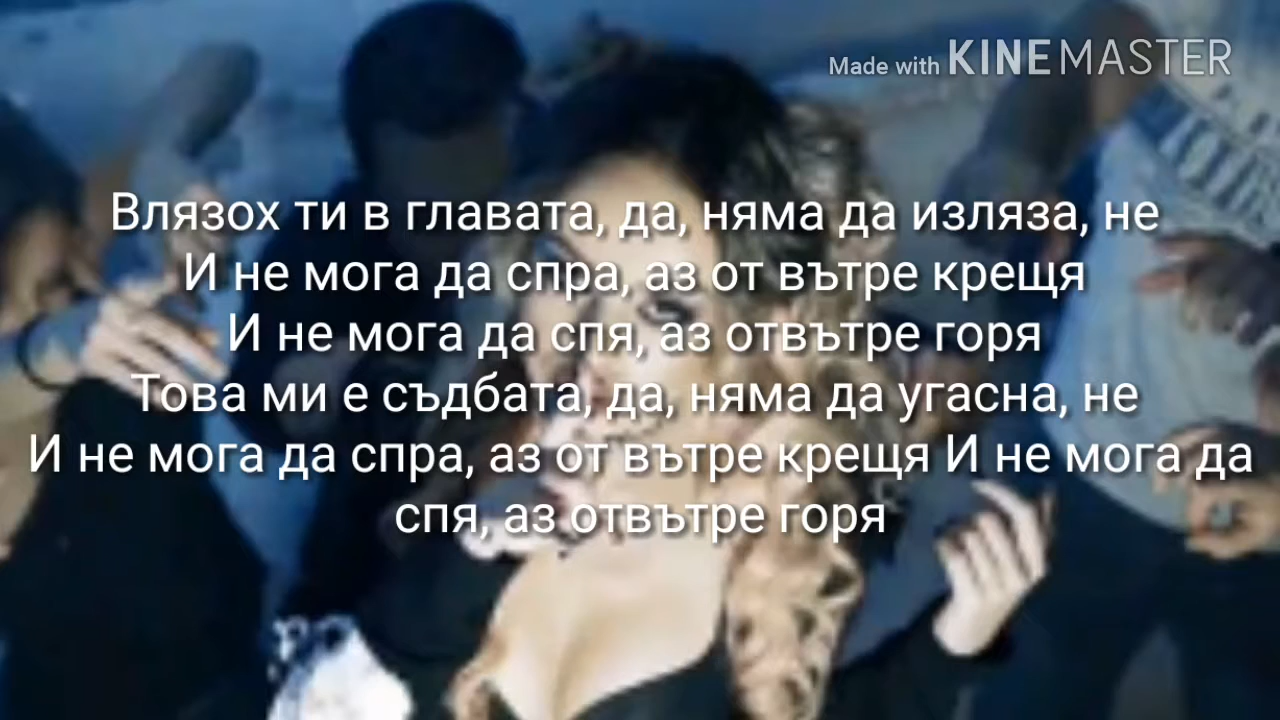 Made with KINEMASTER
Влязох ти в главата, да, няма да изляза, не
И не мога да спра, аз от вътре крещя
И не мога да спя, аз отвътре горя
Това ми е съдбата, да, няма да угасна, не
И не мога да спра, аз от вътре крещя И не мога да
спя, аз отвътре горя